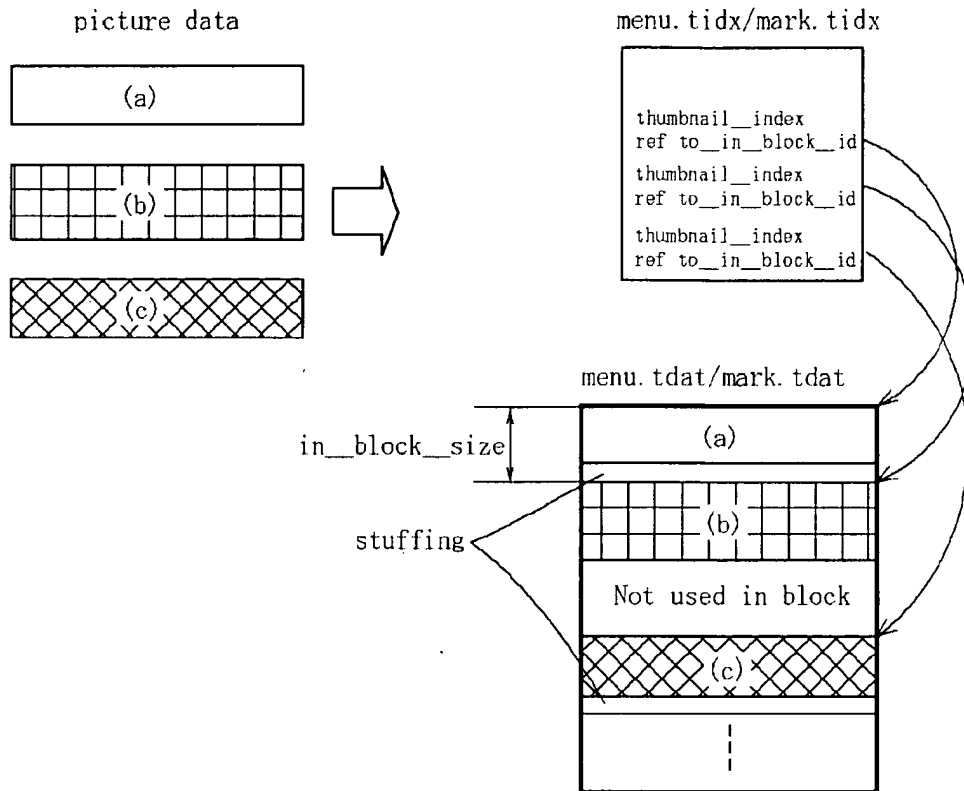 picture data
(a)
(b)
(c)
menu.tidx/mark.tidx
thumbnail__index
ref to__in__block__id
thumbnail__index
ref to__in__block__id
thumbnail__index
ref to__in__block__id
menu.tdat/mark.tdat
in__block__size
(a)
stuffing
(b)
Not used in block
(c)